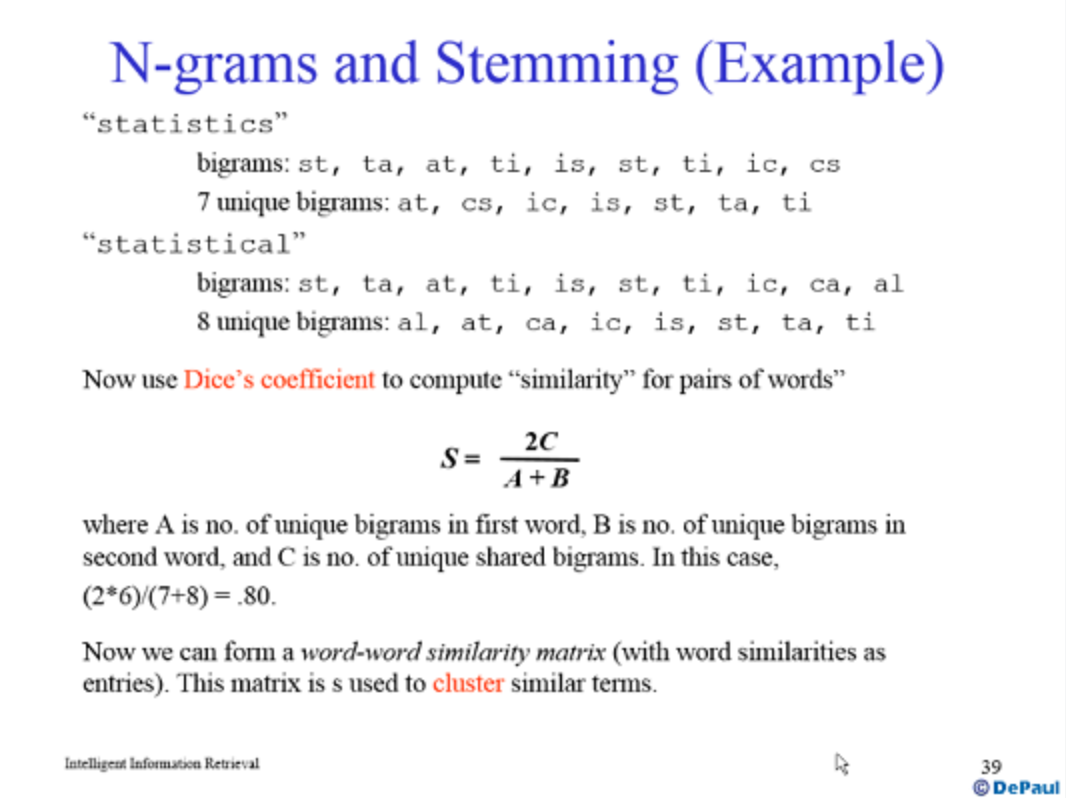 N-grams and Stemming (Example)
“statistics”
bigrams: st, ta, at, ti, is, st, ti, ic, cs
7 unique bigrams: at, cs, ic, is, st, ta, ti
“statistical”
bigrams: st, ta, at, ti, is, st, ti, ic, ca, al
8 unique bigrams: al, at, ca, ic, is, st, ta, ti
Now use Dice’s coefficient to compute “similarity” for pairs of words”
S = 2C / A + B
where A is no. of unique bigrams in first word, B is no. of unique bigrams in
second word, and C is no. of unique shared bigrams. In this case,
(2*6)/(7+8) = .80.
Now we can form a word-word similarity matrix (with word similarities as
entries). This matrix is s used to cluster similar terms.
Intelligent Information Retrieval
39
© DePaul